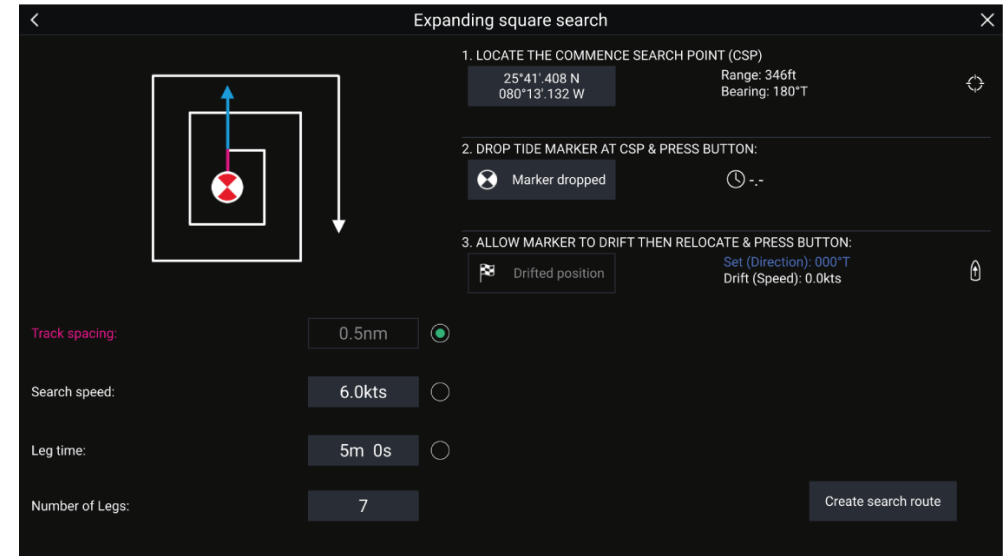 Expanding square search
1. LOCATE THE COMMENCE SEARCH POINT (CSP)
25°41'.408 N
080°13'.132 W
Range: 346ft
Bearing: 180°T
2. DROP TIDE MARKER AT CSP & PRESS BUTTON:
Marker dropped
-.-
3. ALLOW MARKER TO DRIFT THEN RELOCATE & PRESS BUTTON:
Drifted position
Set (Direction): 000°T
Drift (Speed): 0.0kts
Track spacing:
0.5nm
Search speed:
6.0kts
Leg time:
5m 0s
Number of Legs:
7
Create search route